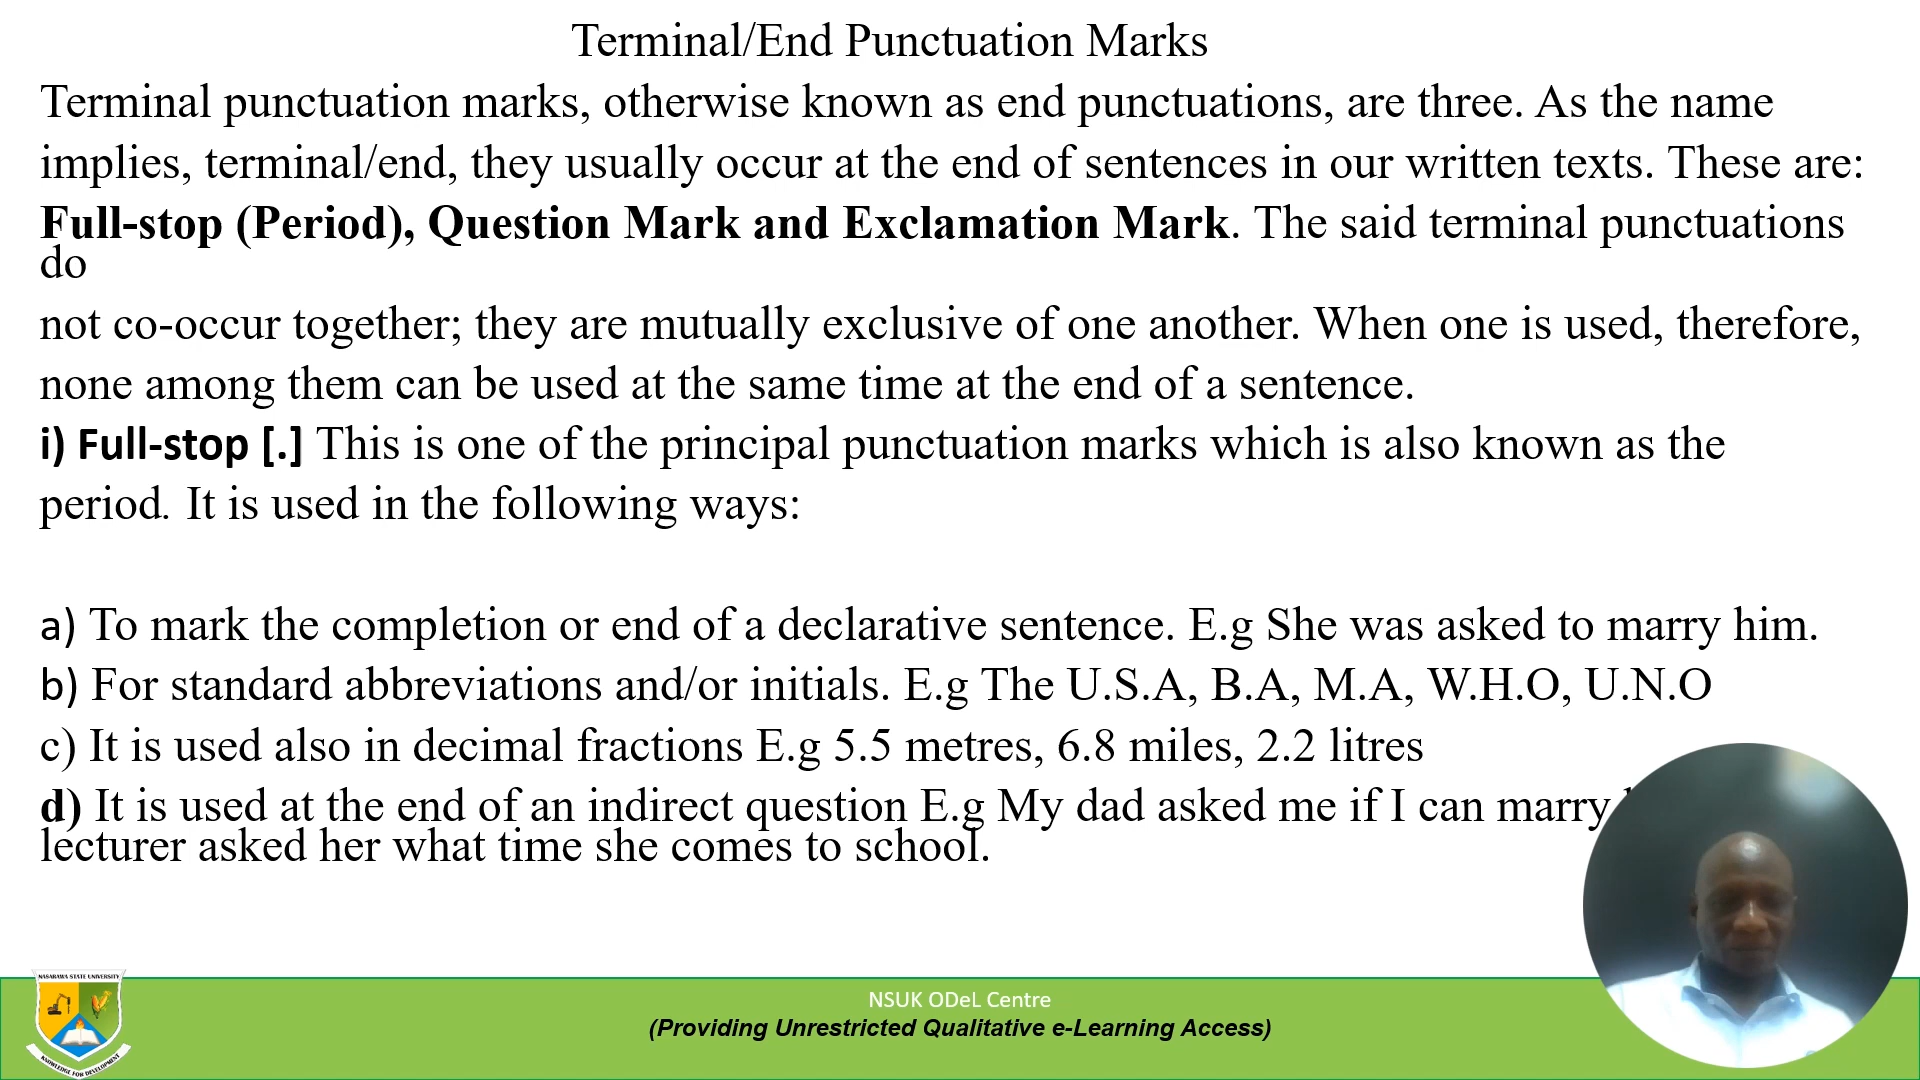 Terminal/End Punctuation Marks
Terminal punctuation marks, otherwise known as end punctuations, are three. As the name
implies, terminal/end, they usually occur at the end of sentences in our written texts. These are:
Full-stop (Period), Question Mark and Exclamation Mark. The said terminal punctuations
do
not co-occur together; they are mutually exclusive of one another. When one is used, therefore,
none among them can be used at the same time at the end of a sentence.
i) Full-stop [.] This is one of the principal punctuation marks which is also known as the
period. It is used in the following ways:
a) To mark the completion or end of a declarative sentence. E.g She was asked to marry him.
b) For standard abbreviations and/or initials. E.g The U.S.A, B.A, M.A, W.H.O, U.N.O
c) It is used also in decimal fractions E.g 5.5 metres, 6.8 miles, 2.2 litres
d) It is used at the end of an indirect question E.g My dad asked me if I can marry
lecturer asked her what time she comes to school.
NASARAWA STATE UNIVERSITY
KNOWLEDGE FOR DEVELOPMENT
NSUK ODeL Centre
(Providing Unrestricted Qualitative e-Learning Access)